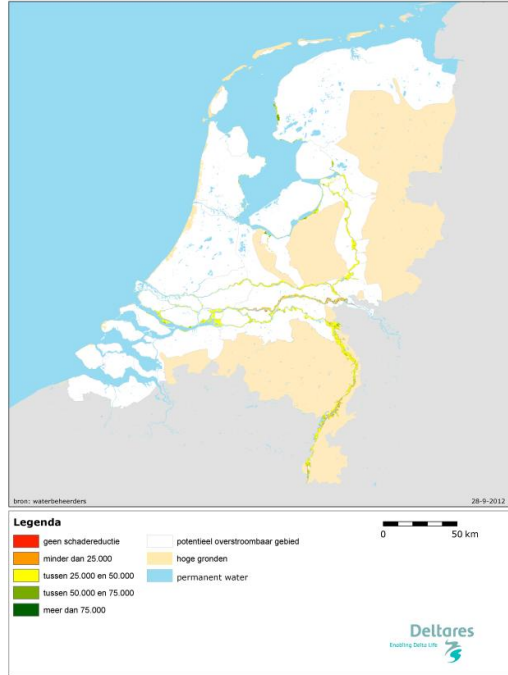 bron: waterbeheerders
28-9-2012
Legenda
geen schadereductie
minder dan 25.000
tussen 25.000 en 50.000
tussen 50.000 en 75.000
meer dan 75.000
potentieel overstroombaar gebied
hoge gronden
permanent water
0 50 km
Deltares
Enabling Delta Life